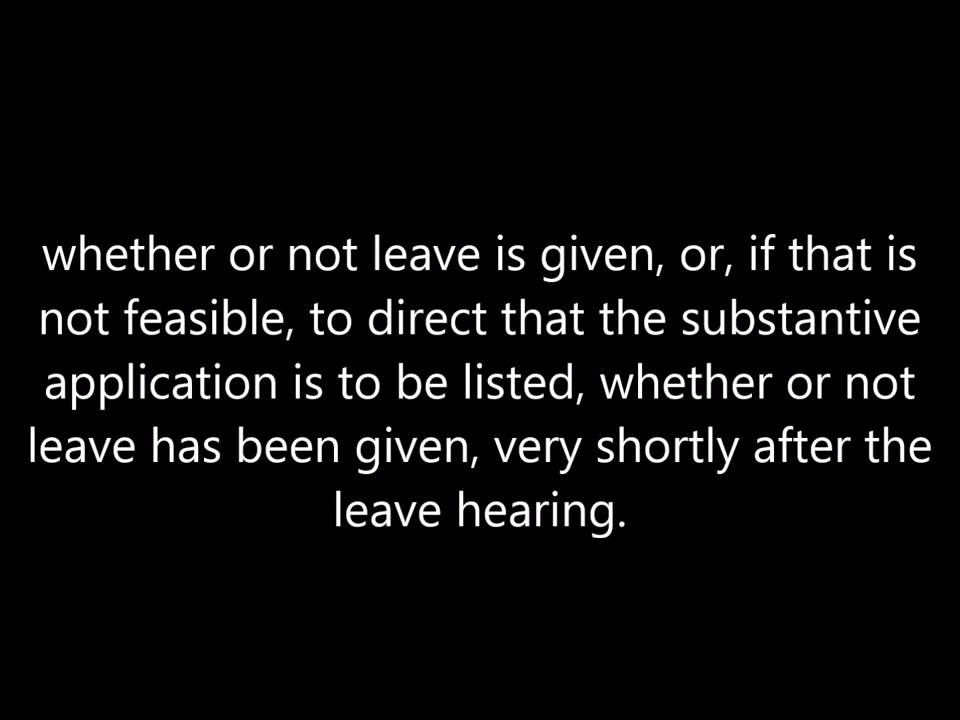 whether or not leave is given, or, if that is
not feasible, to direct that the substantive
application is to be listed, whether or not
leave has been given, very shortly after the
leave hearing.